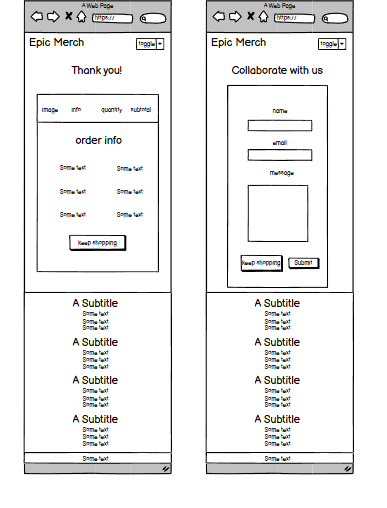 A Web Page
https://
Epic Merch
toggle
Thank you!
image info quantity subtotal
order info
Some text Some text
Some text Some text
Some text Some text
Keep shopping
A Subtitle
Some text
Some text
Some text
A Subtitle
Some text
Some text
Some text
A Subtitle
Some text
Some text
Some text
A Subtitle
Some text
Some text
Some text
Some text
A Web Page
https://
Epic Merch
toggle
Collaborate with us
name
email
message
Keep shopping Submit
A Subtitle
Some text
Some text
Some text
A Subtitle
Some text
Some text
Some text
A Subtitle
Some text
Some text
Some text
A Subtitle
Some text
Some text
Some text
Some text